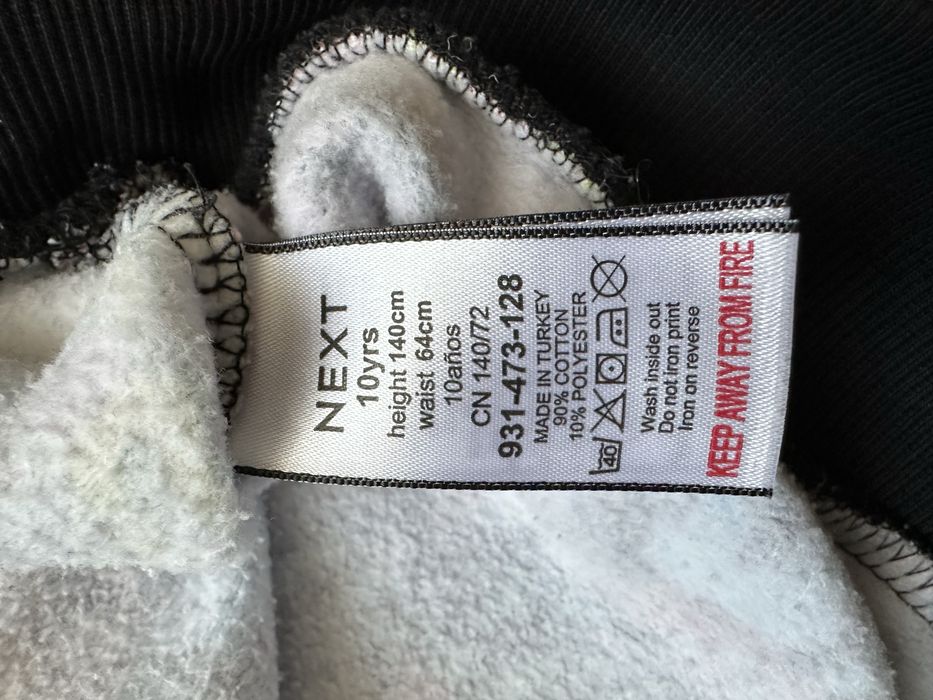 NEXT
10yrs
height 140cm
waist 64cm
10años
CN 140/72
931-473-128
MADE IN TURKEY
90% COTTON
10% POLYESTER
40
Wash inside out
Do not iron print
Iron on reverse
KEEP AWAY FROM FIRE